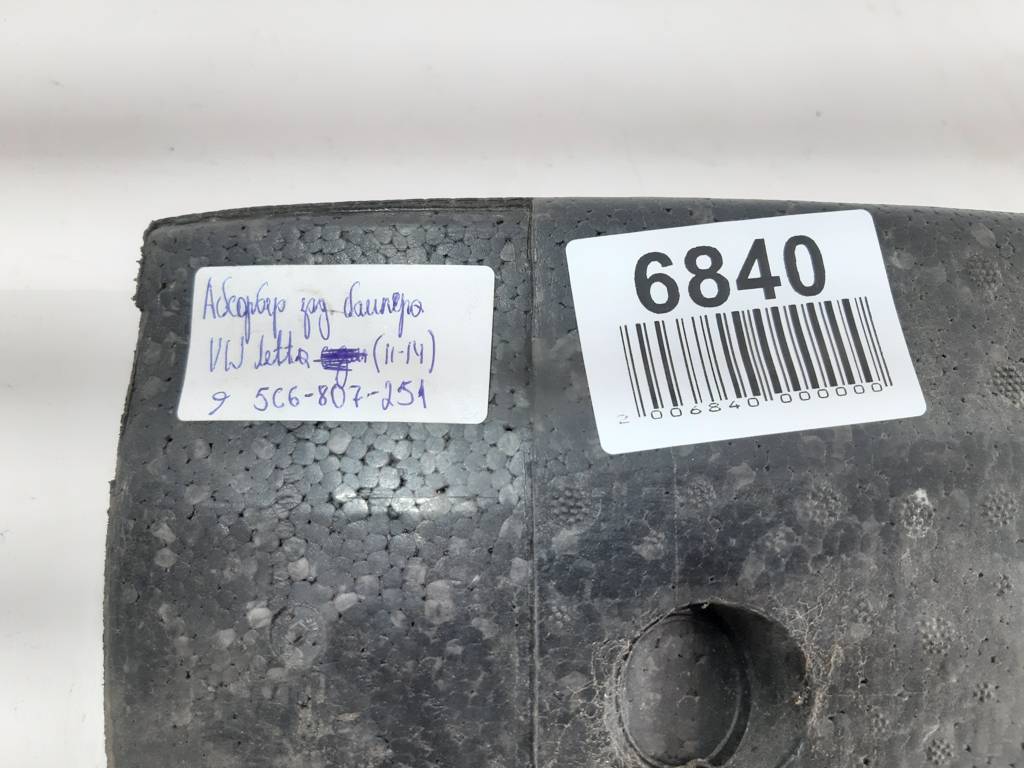 Абсорбер зад бампера
VW Jetta (11-14)
5C6-807-251
6840
2 006840 000000